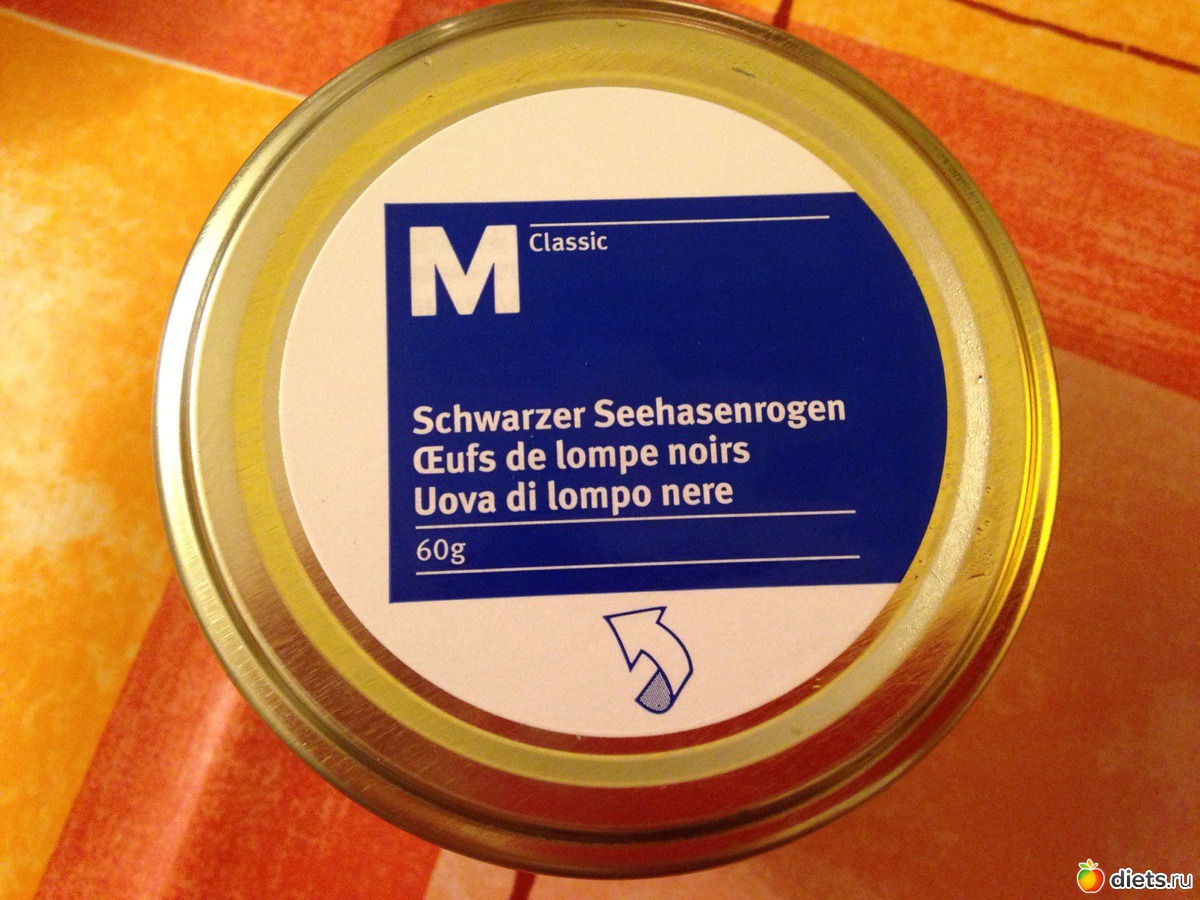 M Classic
Schwarzer Seehasenrogen
Œufs de lompe noirs
Uova di lompo nere
60g
diets.ru